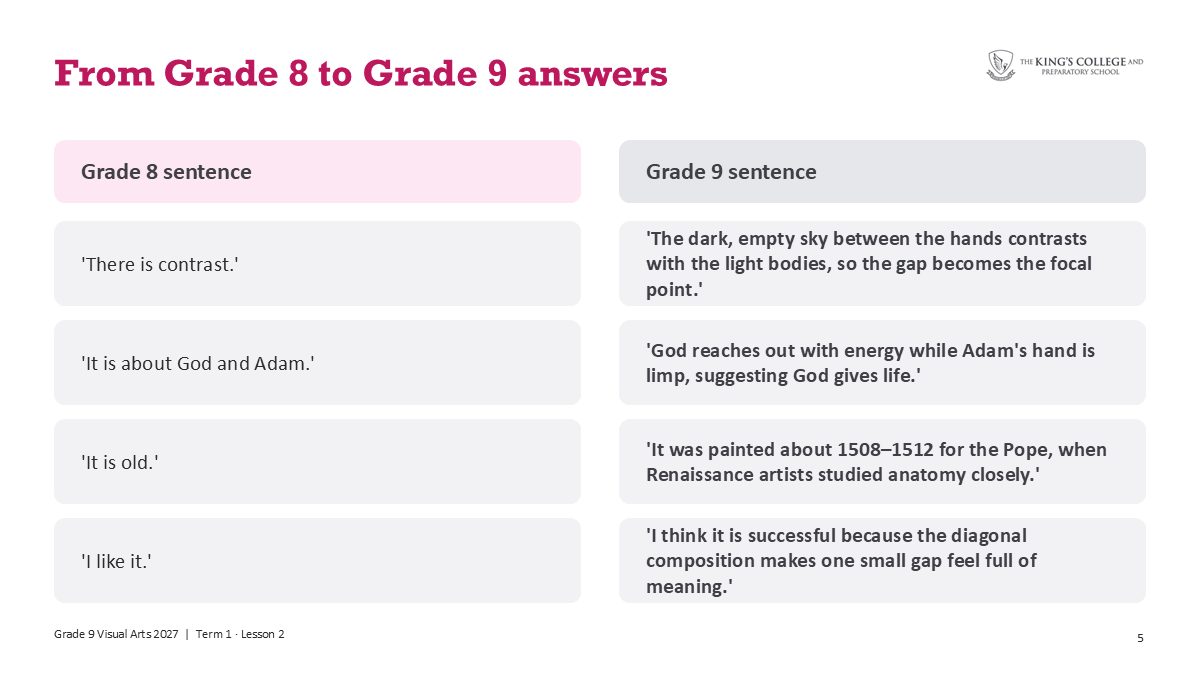 From Grade 8 to Grade 9 answers
THE KING'S COLLEGE AND
PREPARATORY SCHOOL
Grade 8 sentence
Grade 9 sentence
'There is contrast.'
'The dark, empty sky between the hands contrasts
with the light bodies, so the gap becomes the focal
point.'
'It is about God and Adam.'
'God reaches out with energy while Adam's hand is
limp, suggesting God gives life.'
'It is old.'
'It was painted about 1508–1512 for the Pope, when
Renaissance artists studied anatomy closely.'
'I like it.'
'I think it is successful because the diagonal
composition makes one small gap feel full of
meaning.'
Grade 9 Visual Arts 2027 | Term 1 · Lesson 2
5